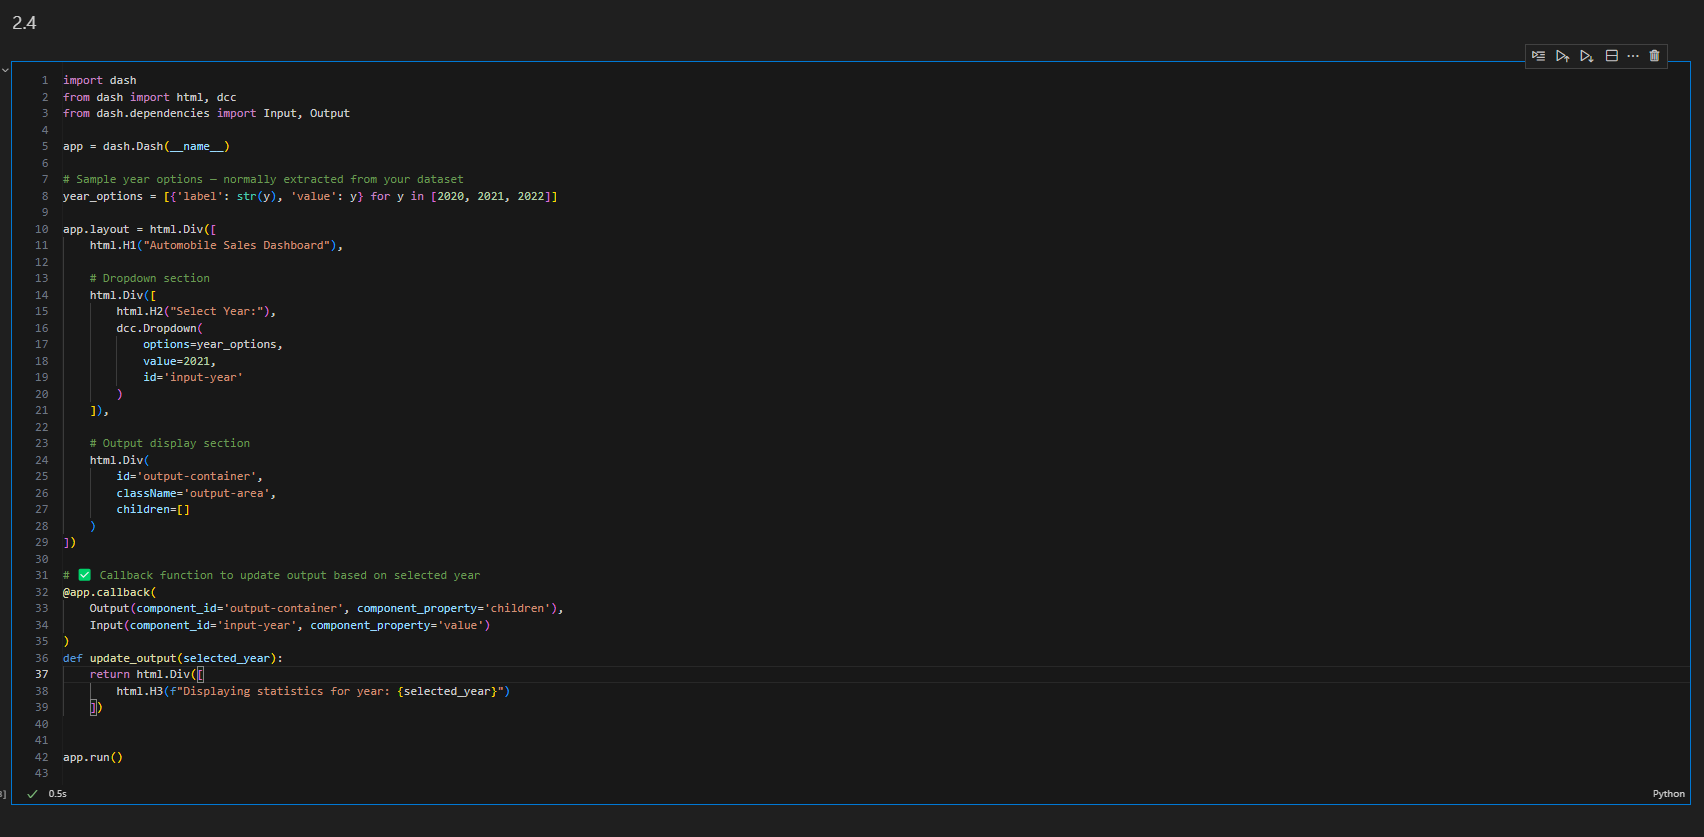 2.4
1 import dash
2 from dash import html, dcc
3 from dash.dependencies import Input, Output
4
5 app = dash.Dash(__name__)
6
7 # Sample year options — normally extracted from your dataset
8 year_options = [{'label': str(y), 'value': y} for y in [2020, 2021, 2022]]
9
10 app.layout = html.Div([
11     html.H1("Automobile Sales Dashboard"),
12
13     # Dropdown section
14     html.Div([
15         html.H2("Select Year:"),
16         dcc.Dropdown(
17             options=year_options,
18             value=2021,
19             id='input-year'
20         )
21     ]),
22
23     # Output display section
24     html.Div(
25         id='output-container',
26         className='output-area',
27         children=[]
28     )
29 ])
30
31 # ✅ Callback function to update output based on selected year
32 @app.callback(
33     Output(component_id='output-container', component_property='children'),
34     Input(component_id='input-year', component_property='value')
35 )
36 def update_output(selected_year):
37     return html.Div([
38         html.H3(f"Displaying statistics for year: {selected_year}")
39     ])
40
41
42 app.run()
43
0.5s
Python